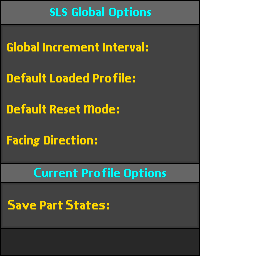 SLS Global Options
Global Increment Interval:
Default Loaded Profile:
Default Reset Mode:
Facing Direction:
Current Profile Options
Save Part States: